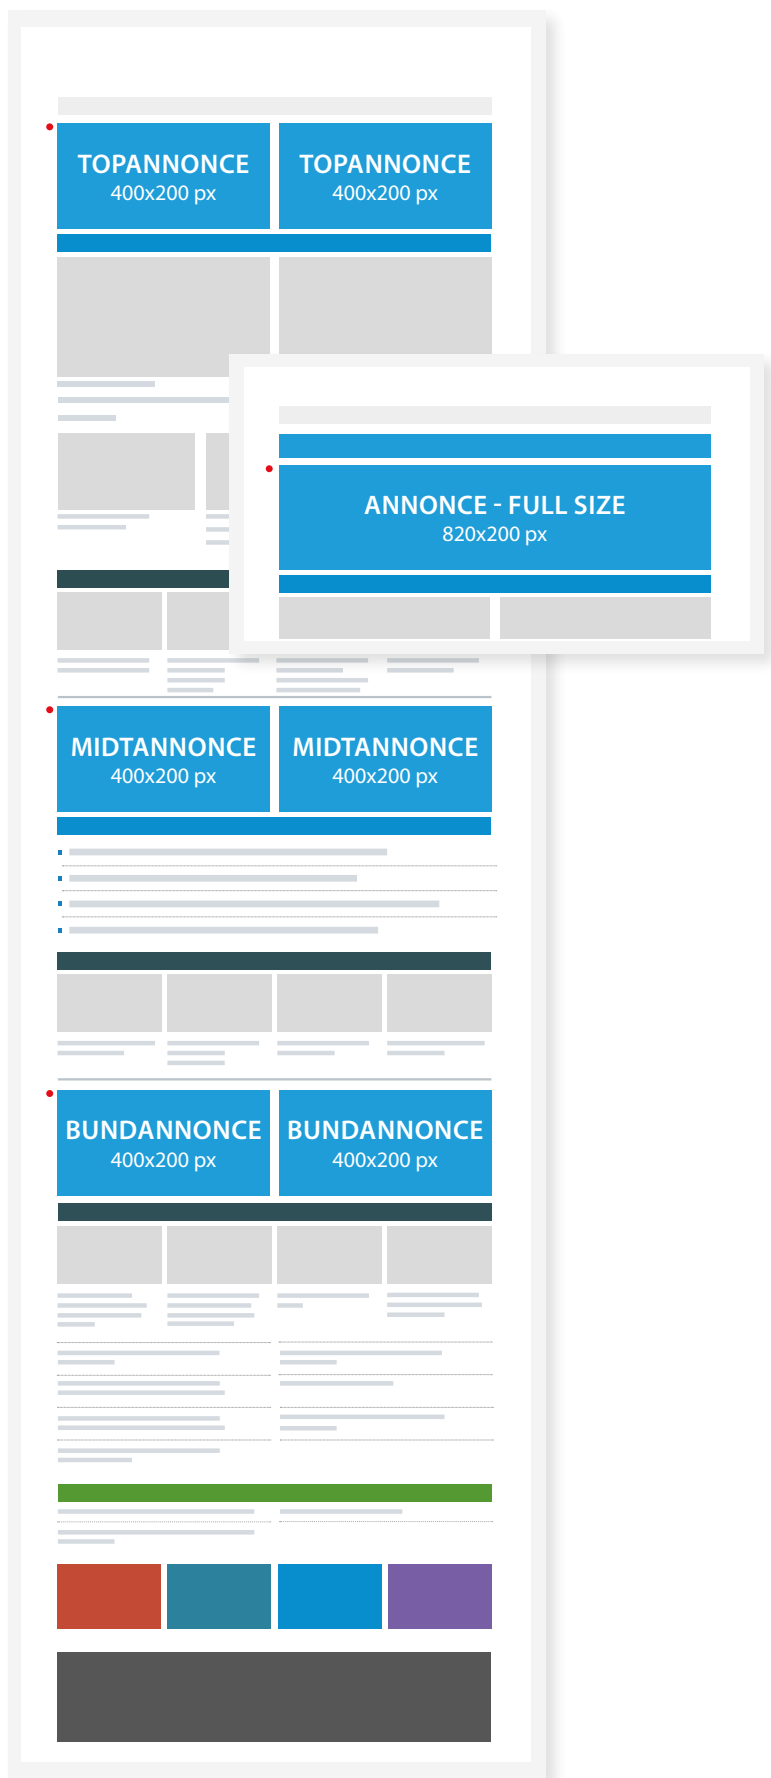 TOPANNONCE
400x200 px
TOPANNONCE
400x200 px
ANNONCE - FULL SIZE
820x200 px
MIDTANNONCE
400x200 px
MIDTANNONCE
400x200 px
BUNDANNONCE
400x200 px
BUNDANNONCE
400x200 px